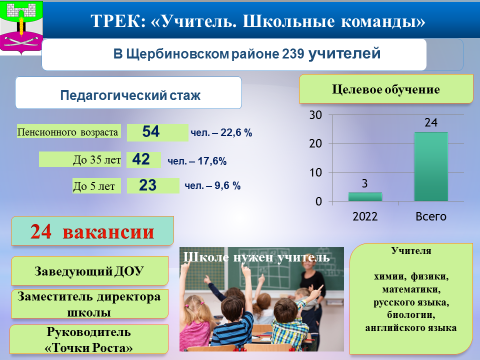 ТРЕК: «Учитель. Школьные команды»
В Щербиновском районе 239 учителей
Педагогический стаж
Пенсионного возраста 54 чел. – 22,6 %
До 35 лет 42 чел. – 17,6%
До 5 лет 23 чел. – 9,6 %
Целевое обучение
30
24
20
10
3
0
2022 Всего
24 вакансии
Заведующий ДОУ
Заместитель директора
школы
Руководитель
«Точки Роста»
Школе нужен учитель
Учителя
химии, физики,
математики,
русского языка,
биологии,
английского языка